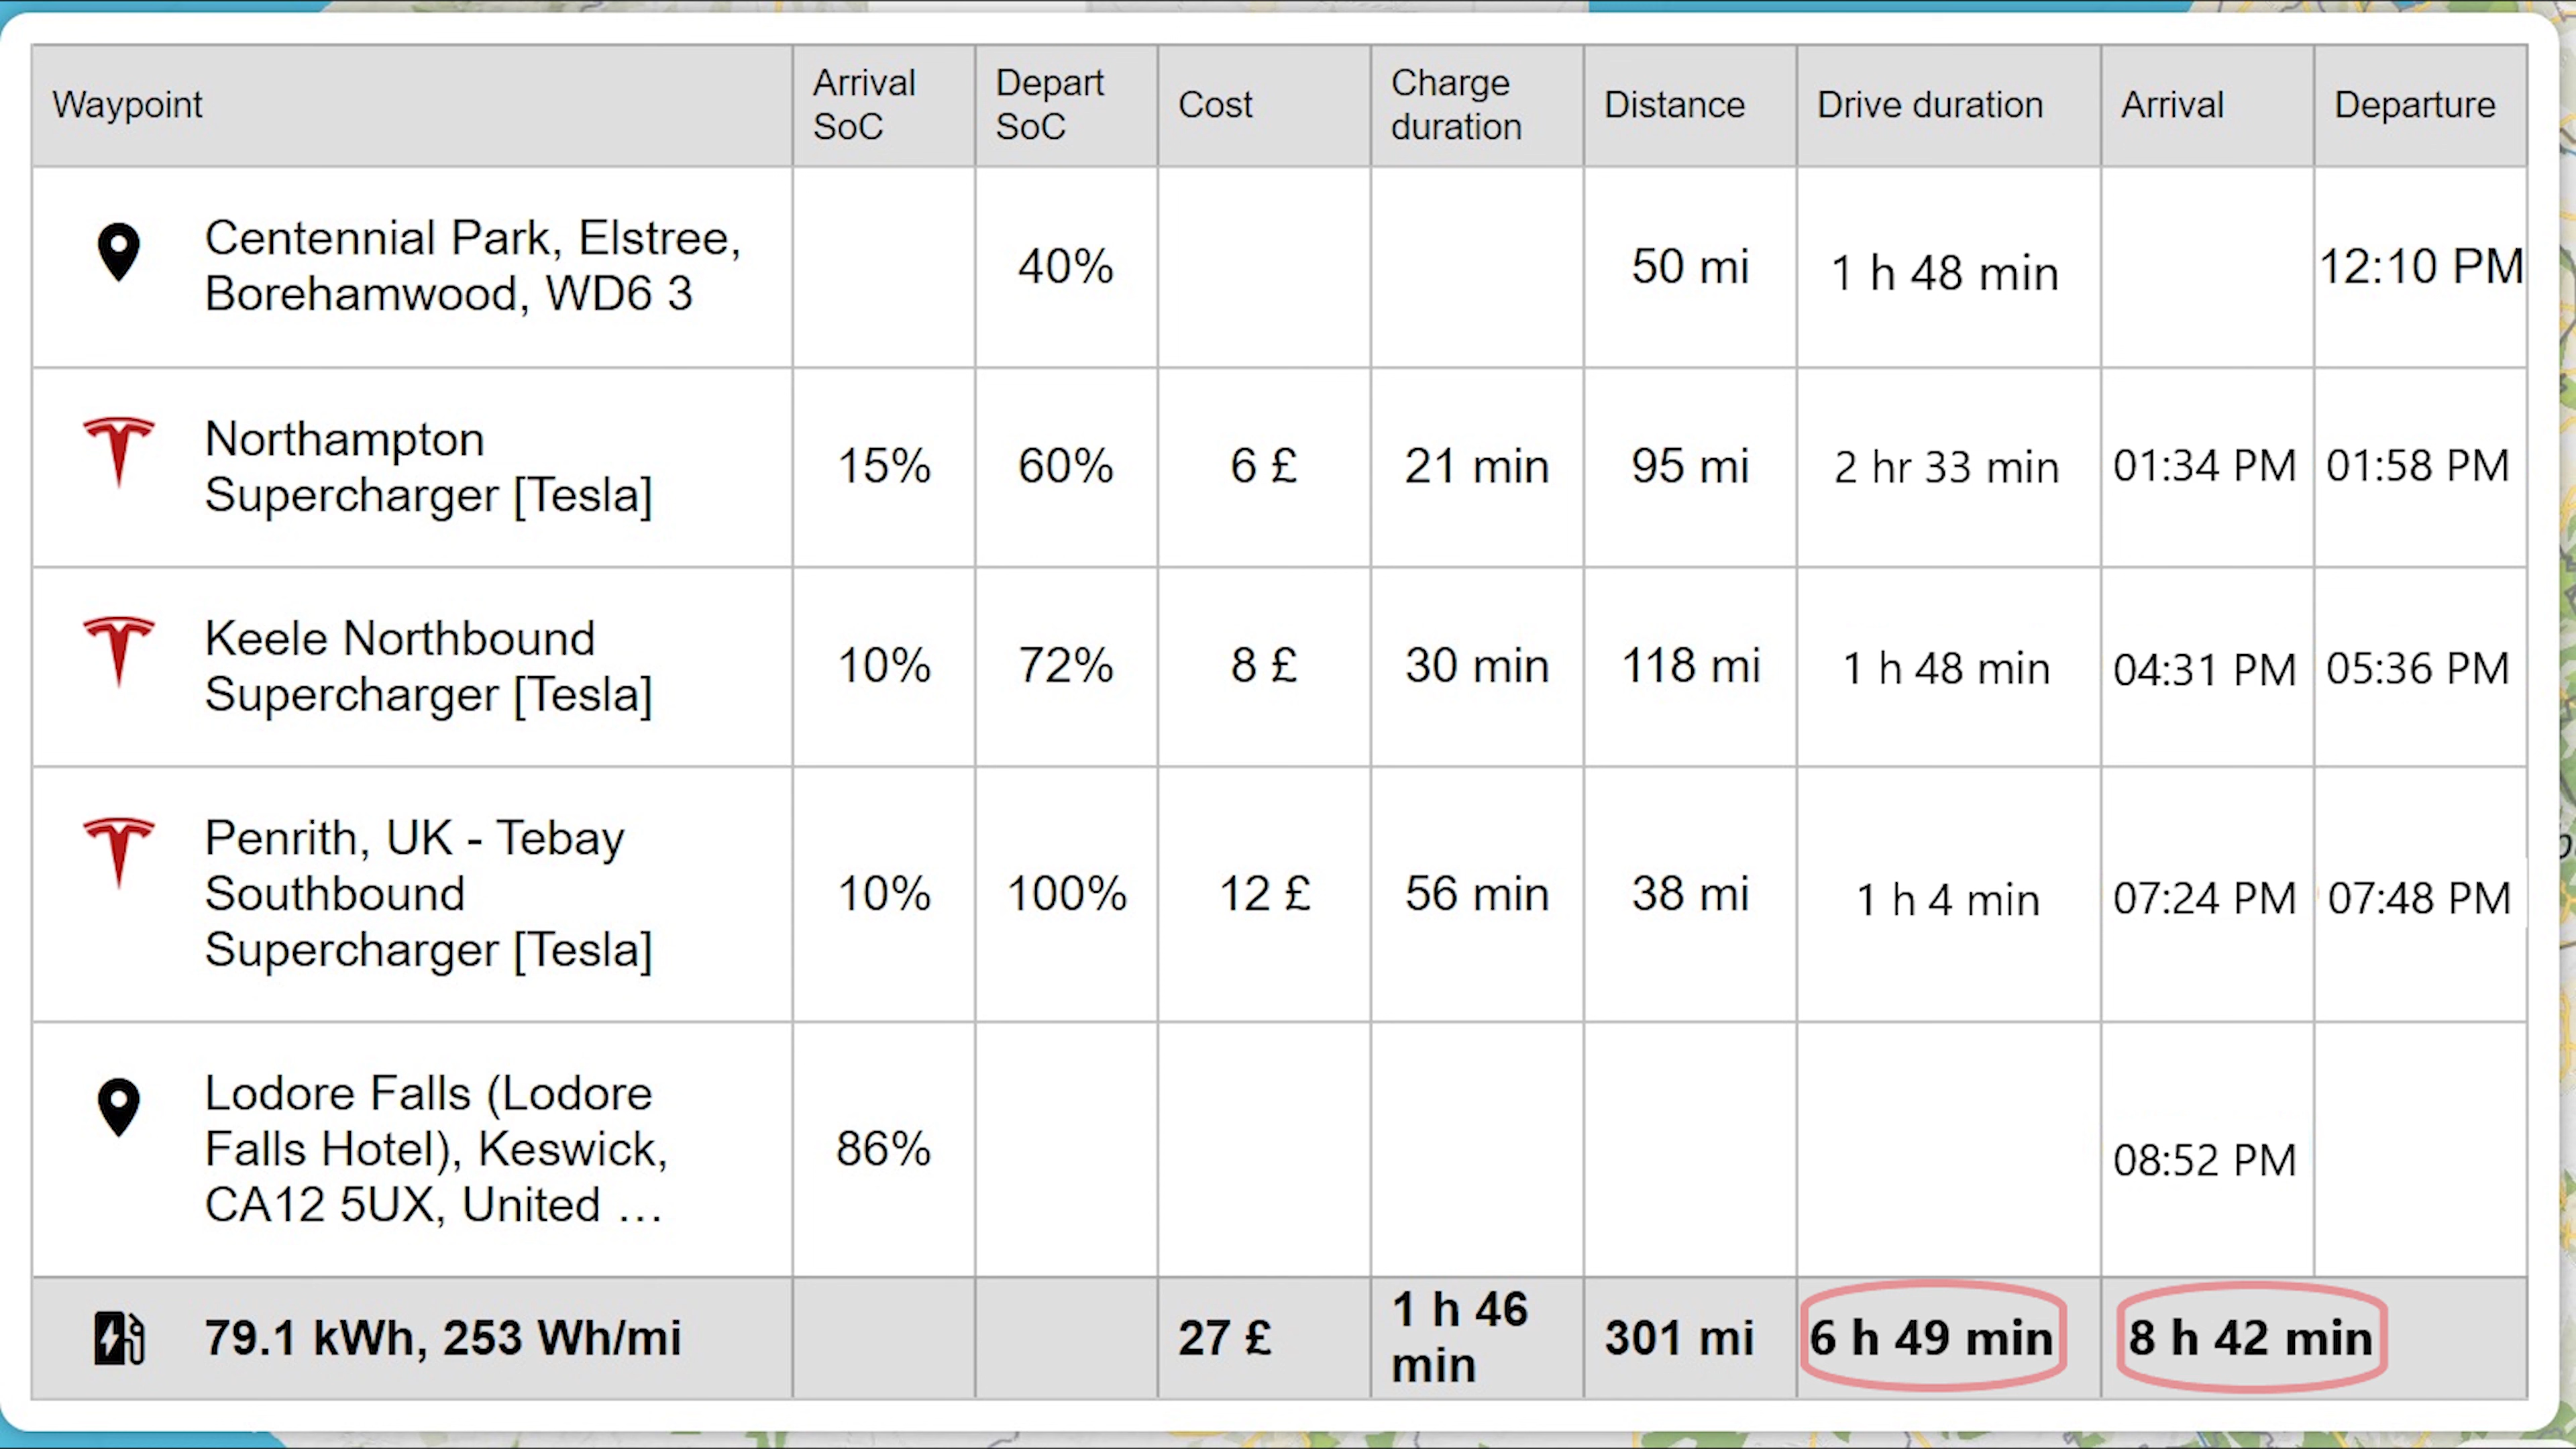 Waypoint
Arrival
SoC
Depart
SoC
Cost
Charge
duration
Distance
Drive duration
Arrival
Departure
Centennial Park, Elstree,
Borehamwood, WD6 3
40%
50 mi
1 h 48 min
12:10 PM
Northampton
Supercharger [Tesla]
15%
60%
6 £
21 min
95 mi
2 hr 33 min
01:34 PM
01:58 PM
Keele Northbound
Supercharger [Tesla]
10%
72%
8 £
30 min
118 mi
1 h 48 min
04:31 PM
05:36 PM
Penrith, UK - Tebay
Southbound
Supercharger [Tesla]
10%
100%
12 £
56 min
38 mi
1 h 4 min
07:24 PM
07:48 PM
Lodore Falls (Lodore
Falls Hotel), Keswick,
CA12 5UX, United …
86%
08:52 PM
79.1 kWh, 253 Wh/mi
27 £
1 h 46
min
301 mi
6 h 49 min
8 h 42 min